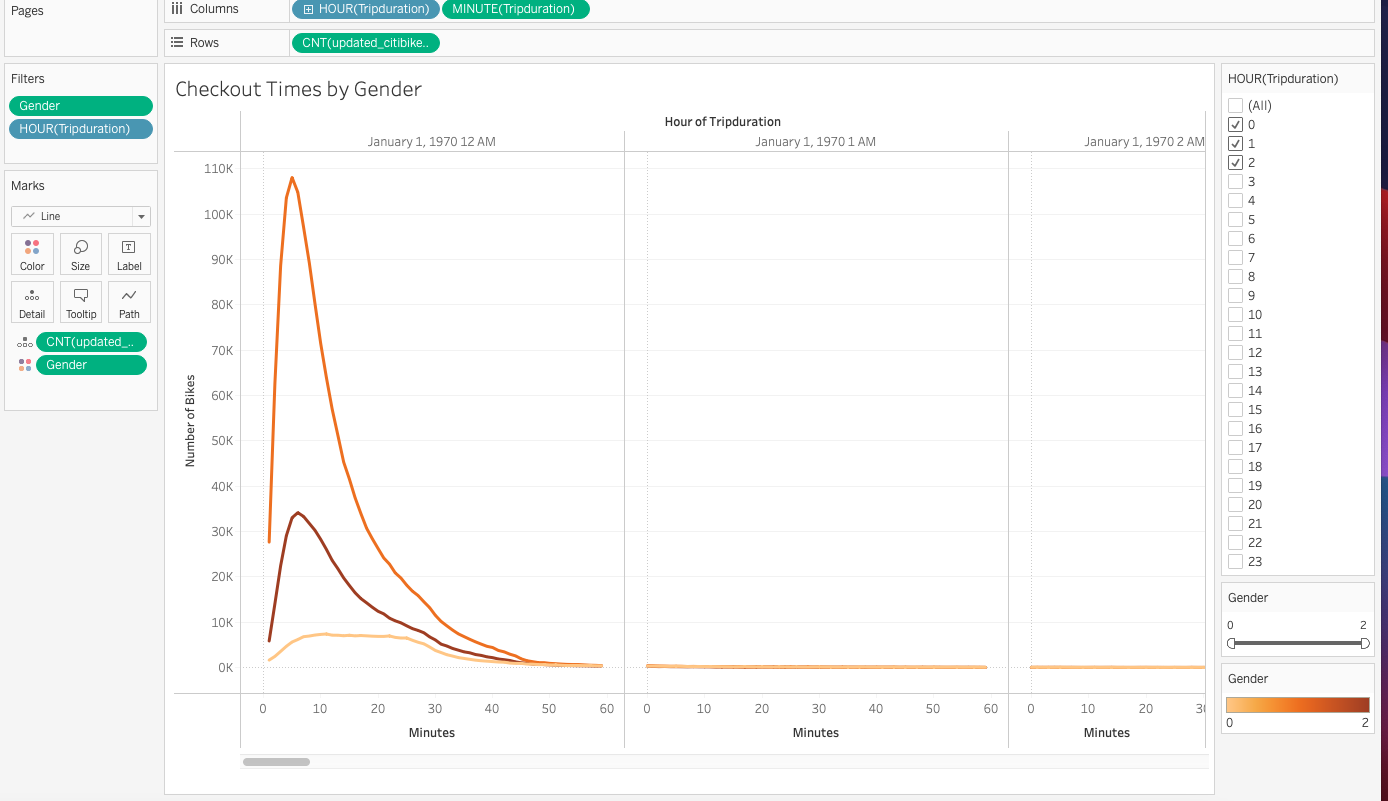 Pages
Columns
HOUR(Tripduration)
MINUTE(Tripduration)
Rows
CNT(updated_citibike..
Filters
Gender
HOUR(Tripduration)
Marks
Line
Color
Size
Label
Detail
Tooltip
Path
CNT(updated_..
Gender
Checkout Times by Gender
Hour of Tripduration
January 1, 1970 12 AM
January 1, 1970 1 AM
January 1, 1970 2 AM
Number of Bikes
110K
100K
90K
80K
70K
60K
50K
40K
30K
20K
10K
0K
0 10 20 30 40 50 60
0 10 20 30 40 50 60
0 10 20 30
Minutes
Minutes
Minutes
HOUR(Tripduration)
(All)
0
1
2
3
4
5
6
7
8
9
10
11
12
13
14
15
16
17
18
19
20
21
22
23
Gender
0 2
Gender
0 2